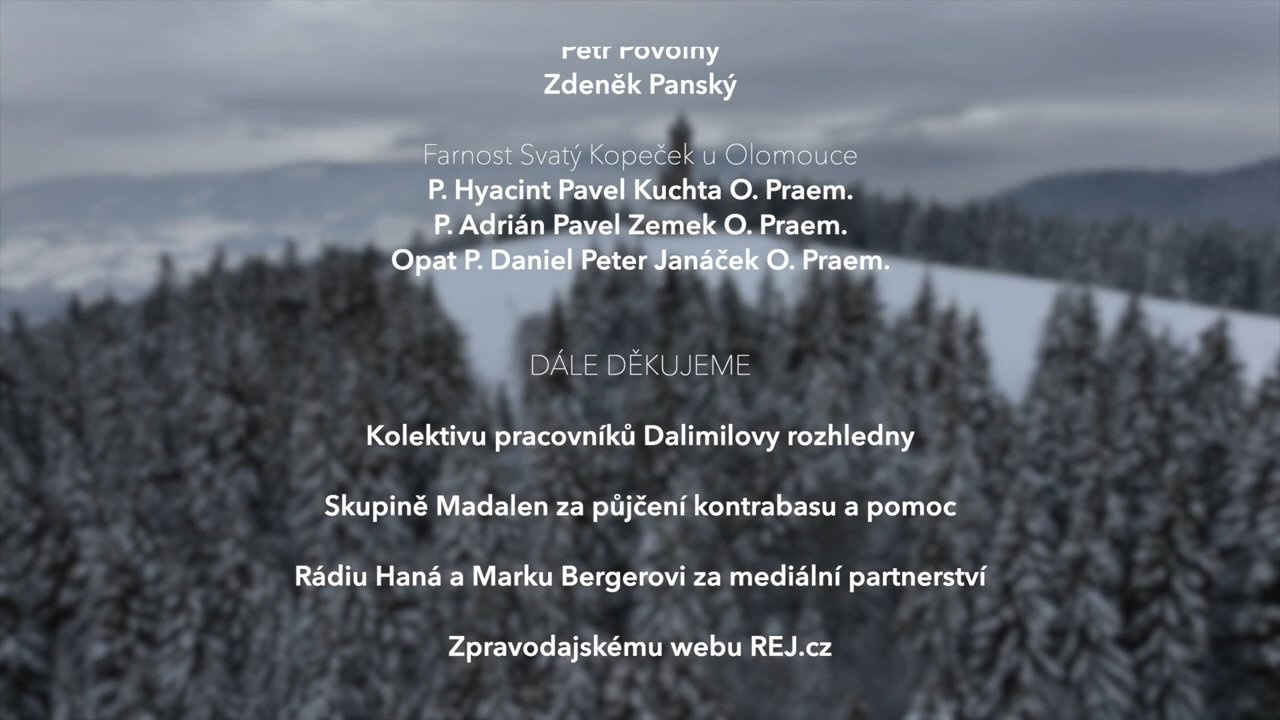 Petr Povolný
Zdeněk Panský
Farnost Svatý Kopeček u Olomouce
P. Hyacint Pavel Kuchta O. Praem.
P. Adrián Pavel Zemek O. Praem.
Opat P. Daniel Peter Janáček O. Praem.
DÁLE DĚKUJEME
Kolektivu pracovníků Dalimilovy rozhledny
Skupině Madalen za půjčení kontrabasu a pomoc
Rádiu Haná a Marku Bergerovi za mediální partnerství
Zpravodajskému webu REJ.cz